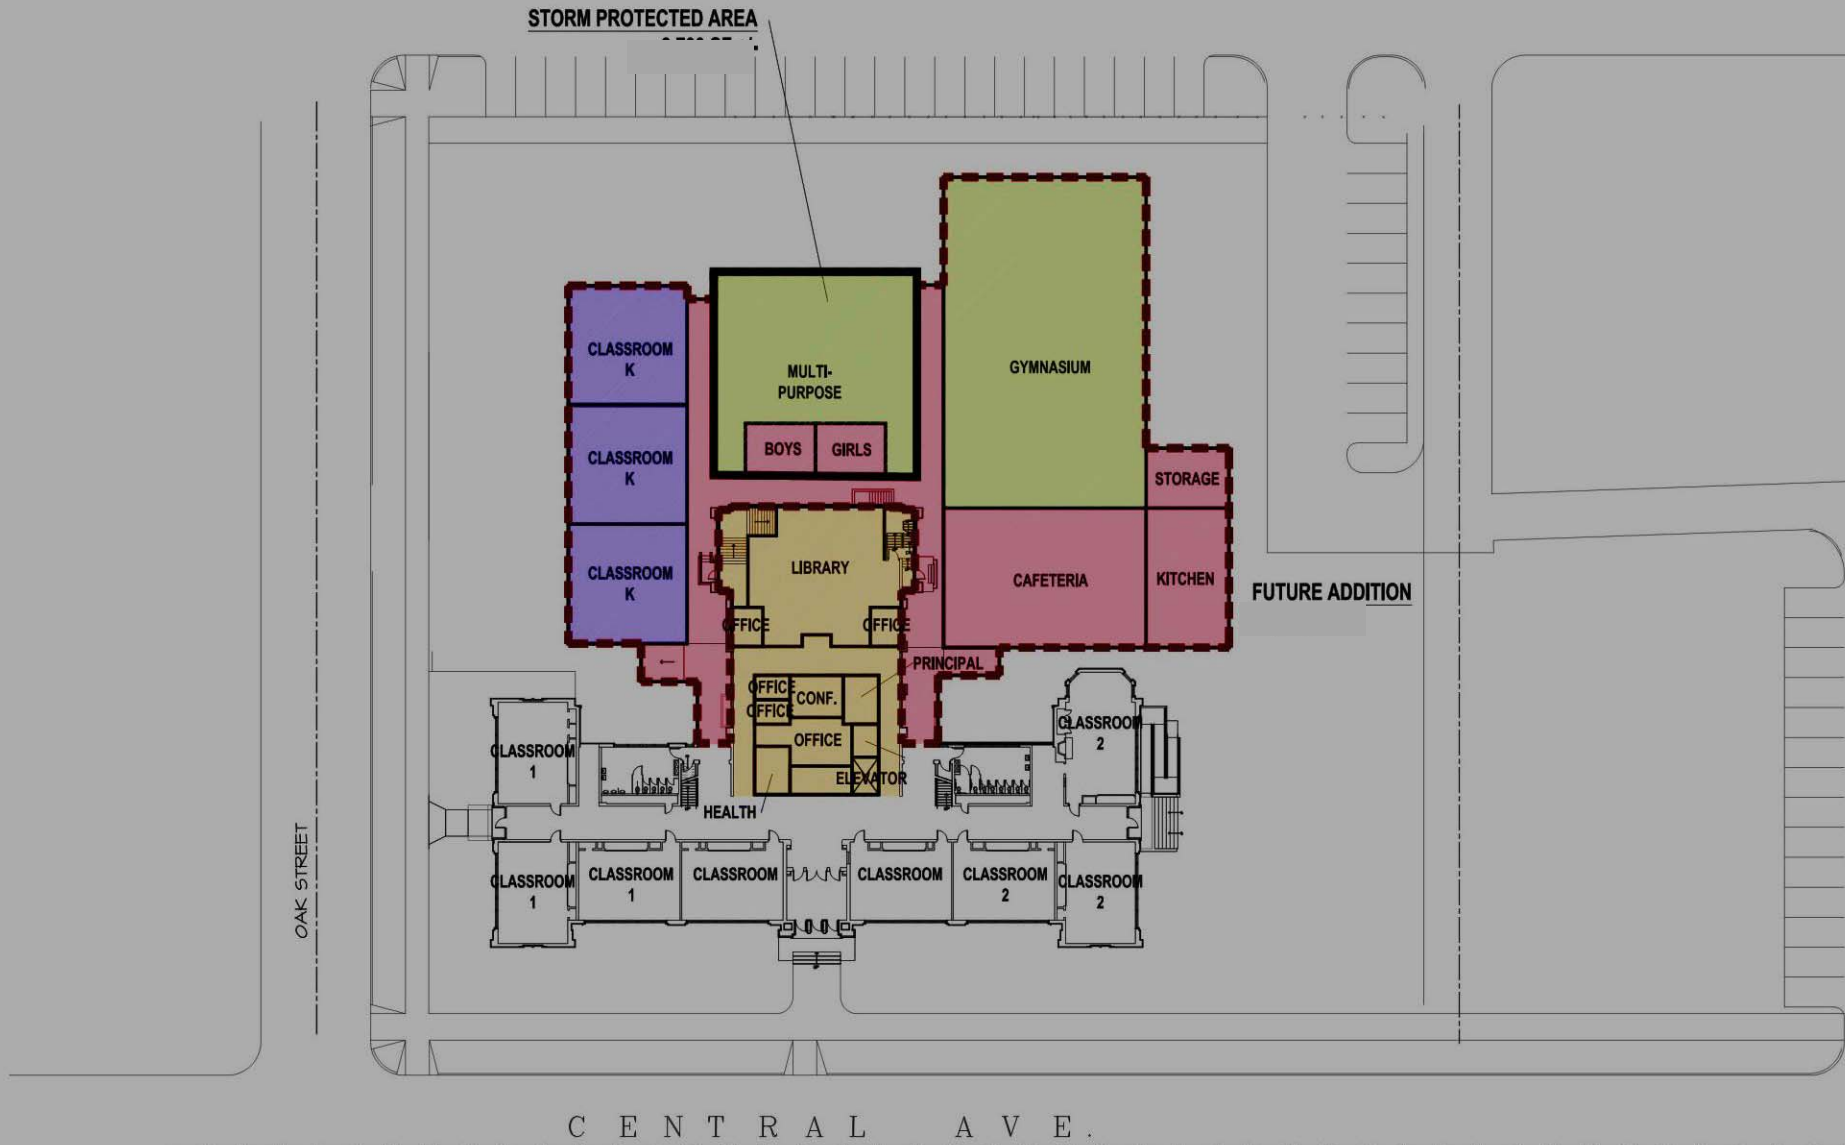 STORM PROTECTED AREA
CLASSROOM
K
CLASSROOM
K
CLASSROOM
K
MULTI-
PURPOSE
BOYS
GIRLS
GYMNASIUM
STORAGE
CAFETERIA
KITCHEN
FUTURE ADDITION
LIBRARY
OFFICE
OFFICE
PRINCIPAL
OFFICE
CONF.
OFFICE
OFFICE
ELEVATOR
HEALTH
CLASSROOM
1
CLASSROOM
2
CLASSROOM
1
CLASSROOM
1
CLASSROOM
CLASSROOM
CLASSROOM
2
CLASSROOM
2
OAK STREET
CENTRAL AVE.